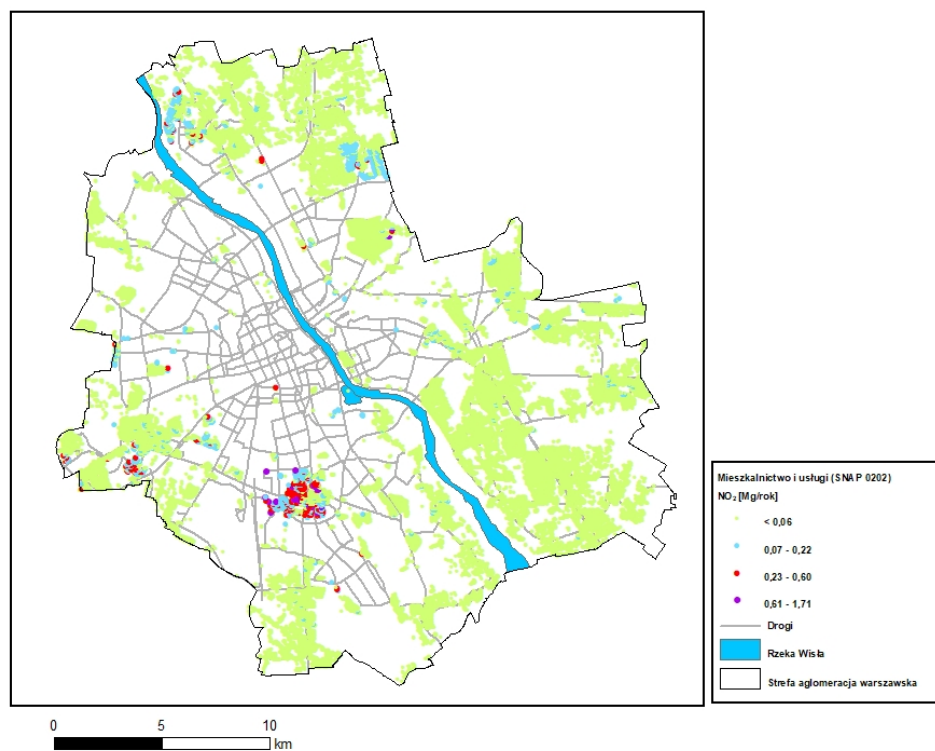 Mieszkalnictwo i usługi (SNAP 0202)
NO₂ [Mg/rok]
< 0,06
0,07 - 0,22
0,23 - 0,60
0,61 - 1,71
Drogi
Rzeka Wisła
Strefa aglomeracja warszawska
0 5 10
km